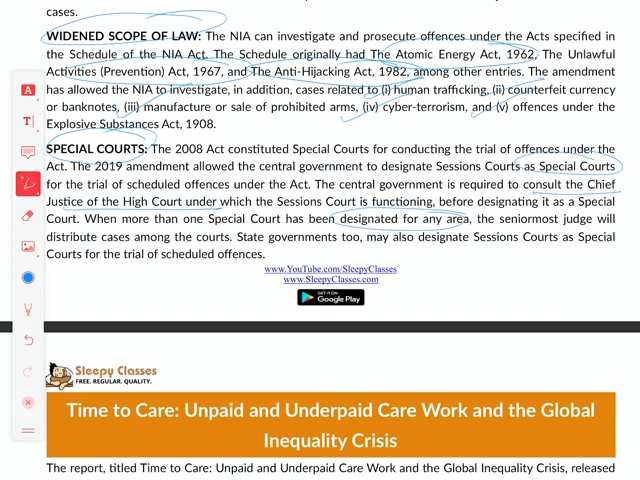 cases.
WIDENED SCOPE OF LAW: The NIA can investigate and prosecute offences under the Acts specified in
the Schedule of the NIA Act. The Schedule originally had The Atomic Energy Act, 1962, The Unlawful
Activities (Prevention) Act, 1967, and The Anti-Hijacking Act, 1982, among other entries. The amendment
has allowed the NIA to investigate, in addition, cases related to (i) human trafficking, (ii) counterfeit currency
or banknotes, (iii) manufacture or sale of prohibited arms, (iv) cyber-terrorism, and (v) offences under the
Explosive Substances Act, 1908.
SPECIAL COURTS: The 2008 Act constituted Special Courts for conducting the trial of offences under the
Act. The 2019 amendment allowed the central government to designate Sessions Courts as Special Courts
for the trial of scheduled offences under the Act. The central government is required to consult the Chief
Justice of the High Court under which the Sessions Court is functioning, before designating it as a Special
Court. When more than one Special Court has been designated for any area, the seniormost judge will
distribute cases among the courts. State governments too, may also designate Sessions Courts as Special
Courts for the trial of scheduled offences.
www.YouTube.com/SleepyClasses
www.SleepyClasses.com
GET IT ON
Google Play
A
T
Sleepy Classes
FREE. REGULAR. QUALITY.
Time to Care: Unpaid and Underpaid Care Work and the Global
Inequality Crisis
The report, titled Time to Care: Unpaid and Underpaid Care Work and the Global Inequality Crisis, released